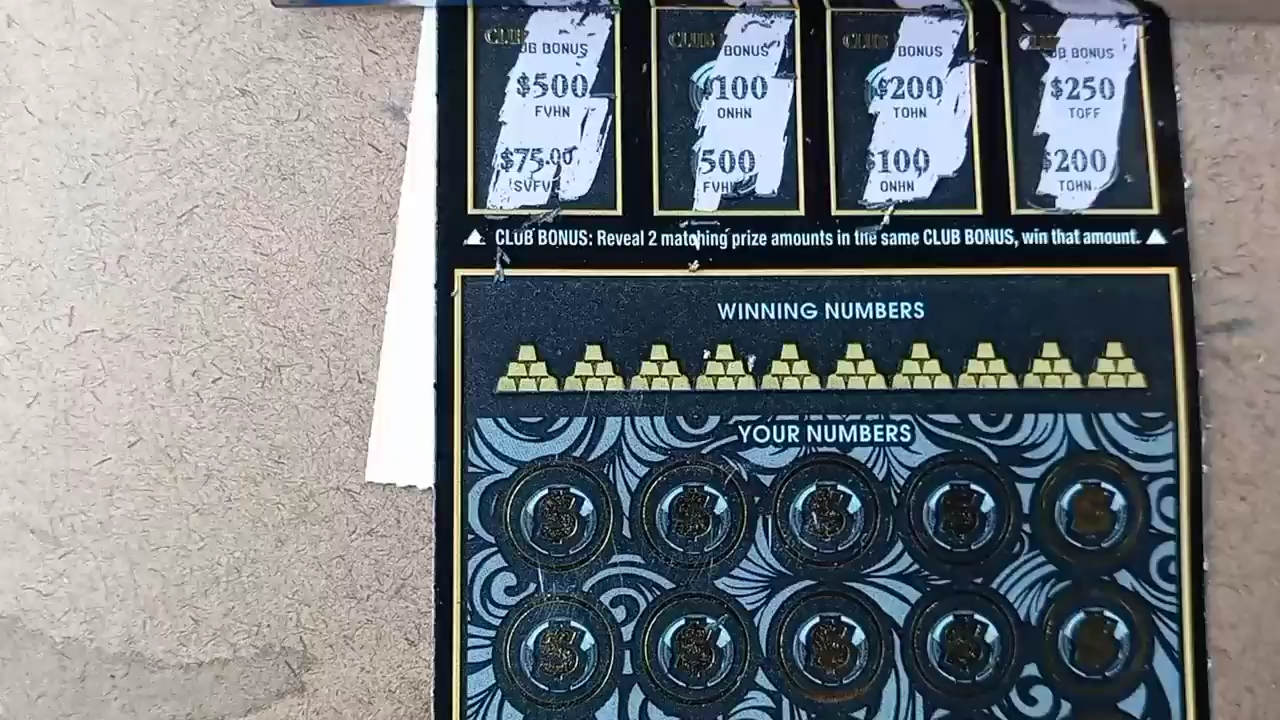 CLUB BONUS CLUB BONUS CLUB BONUS CLUB BONUS
$500 $100 $200 $250
FVHN ONHN TOHN TOFF
$75.00 500 $100 $200
SVFV FVHN ONHN TOHN
CLUB BONUS: Reveal 2 matching prize amounts in the same CLUB BONUS, win that amount.
WINNING NUMBERS
YOUR NUMBERS
$ $ $ $ $
$ $ $ $ $